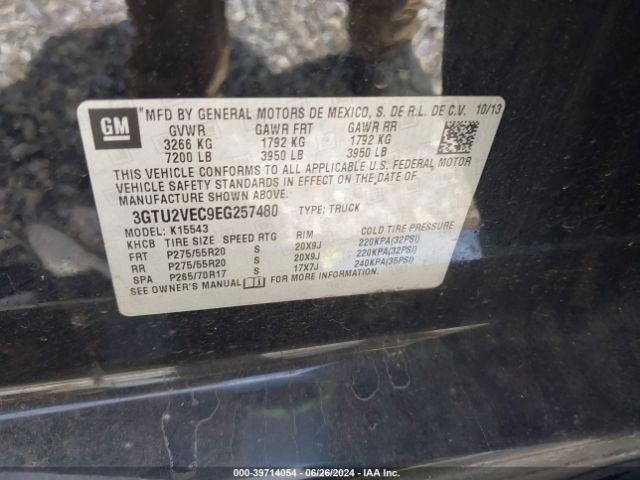 GM
MFD BY GENERAL MOTORS DE MEXICO, S. DE R.L. DE C.V. 10/13
GVWR GAWR FRT GAWR RR
3266 KG 1792 KG 1792 KG
7200 LB 3950 LB 3950 LB
THIS VEHICLE CONFORMS TO ALL APPLICABLE U.S. FEDERAL MOTOR
VEHICLE SAFETY STANDARDS IN EFFECT ON THE DATE OF
MANUFACTURE SHOWN ABOVE.
3GTU2VEC9EG257480 TYPE: TRUCK
MODEL: K15543
KHCB TIRE SIZE SPEED RTG RIM COLD TIRE PRESSURE
FRT P275/55R20 S 20X9J 220KPA(32PSI)
RR P275/55R20 S 20X9J 220KPA(32PSI)
SPA P265/70R17 S 17X7J 240KPA(35PSI)
SEE OWNER'S MANUAL FOR MORE INFORMATION.
000-39714054 - 06/26/2024 - IAA Inc.